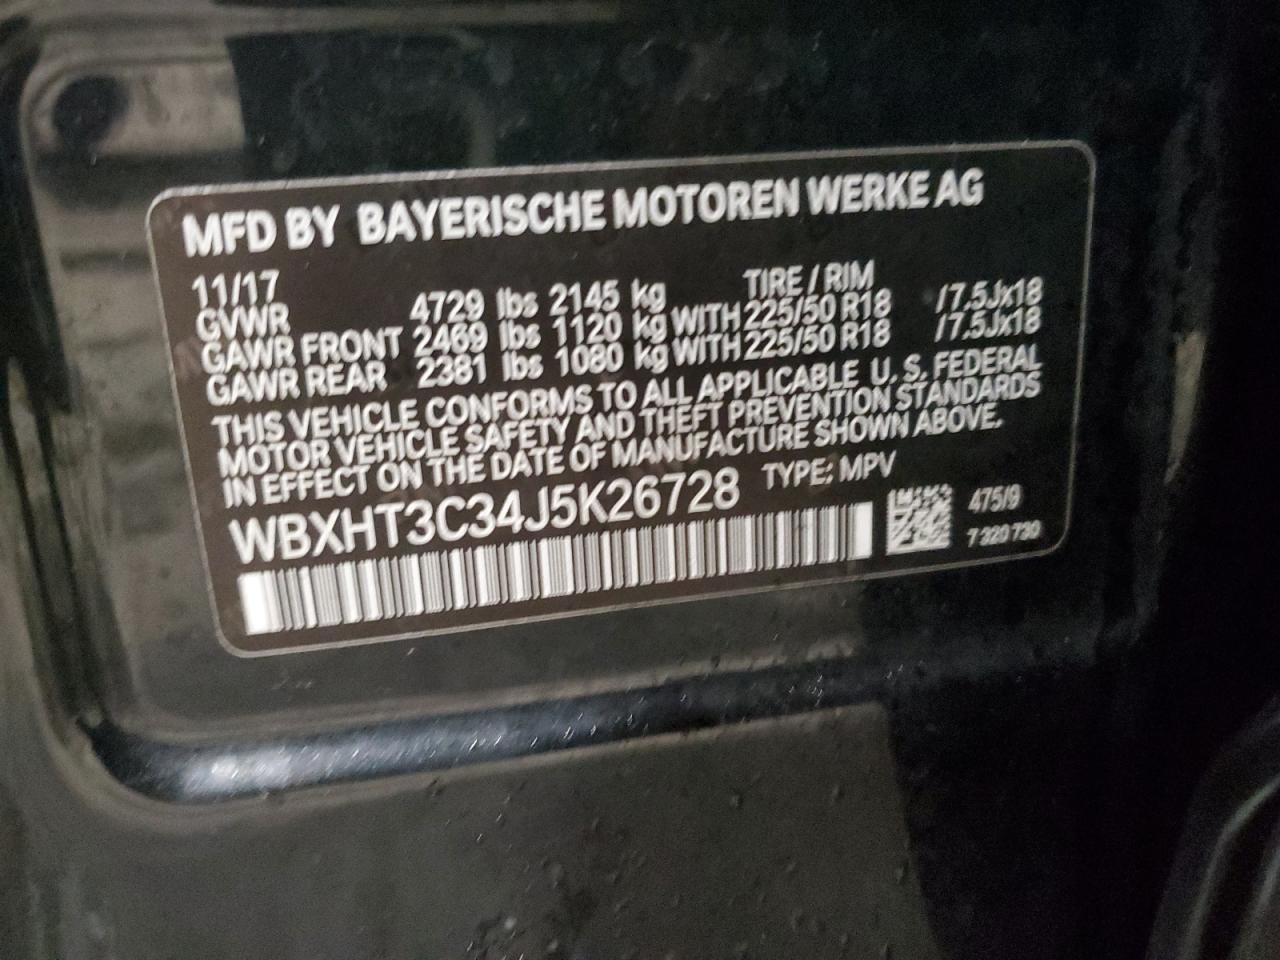 MFD BY BAYERISCHE MOTOREN WERKE AG
11/17 TIRE / RIM
GVWR 4729 lbs 2145 kg
GAWR FRONT 2469 lbs 1120 kg WITH 225/50 R18 /7.5Jx18
GAWR REAR 2381 lbs 1080 kg WITH 225/50 R18 /7.5Jx18
THIS VEHICLE CONFORMS TO ALL APPLICABLE U. S. FEDERAL
MOTOR VEHICLE SAFETY AND THEFT PREVENTION STANDARDS
IN EFFECT ON THE DATE OF MANUFACTURE SHOWN ABOVE.
WBXHT3C34J5K26728 TYPE: MPV
475/9
7 320 730